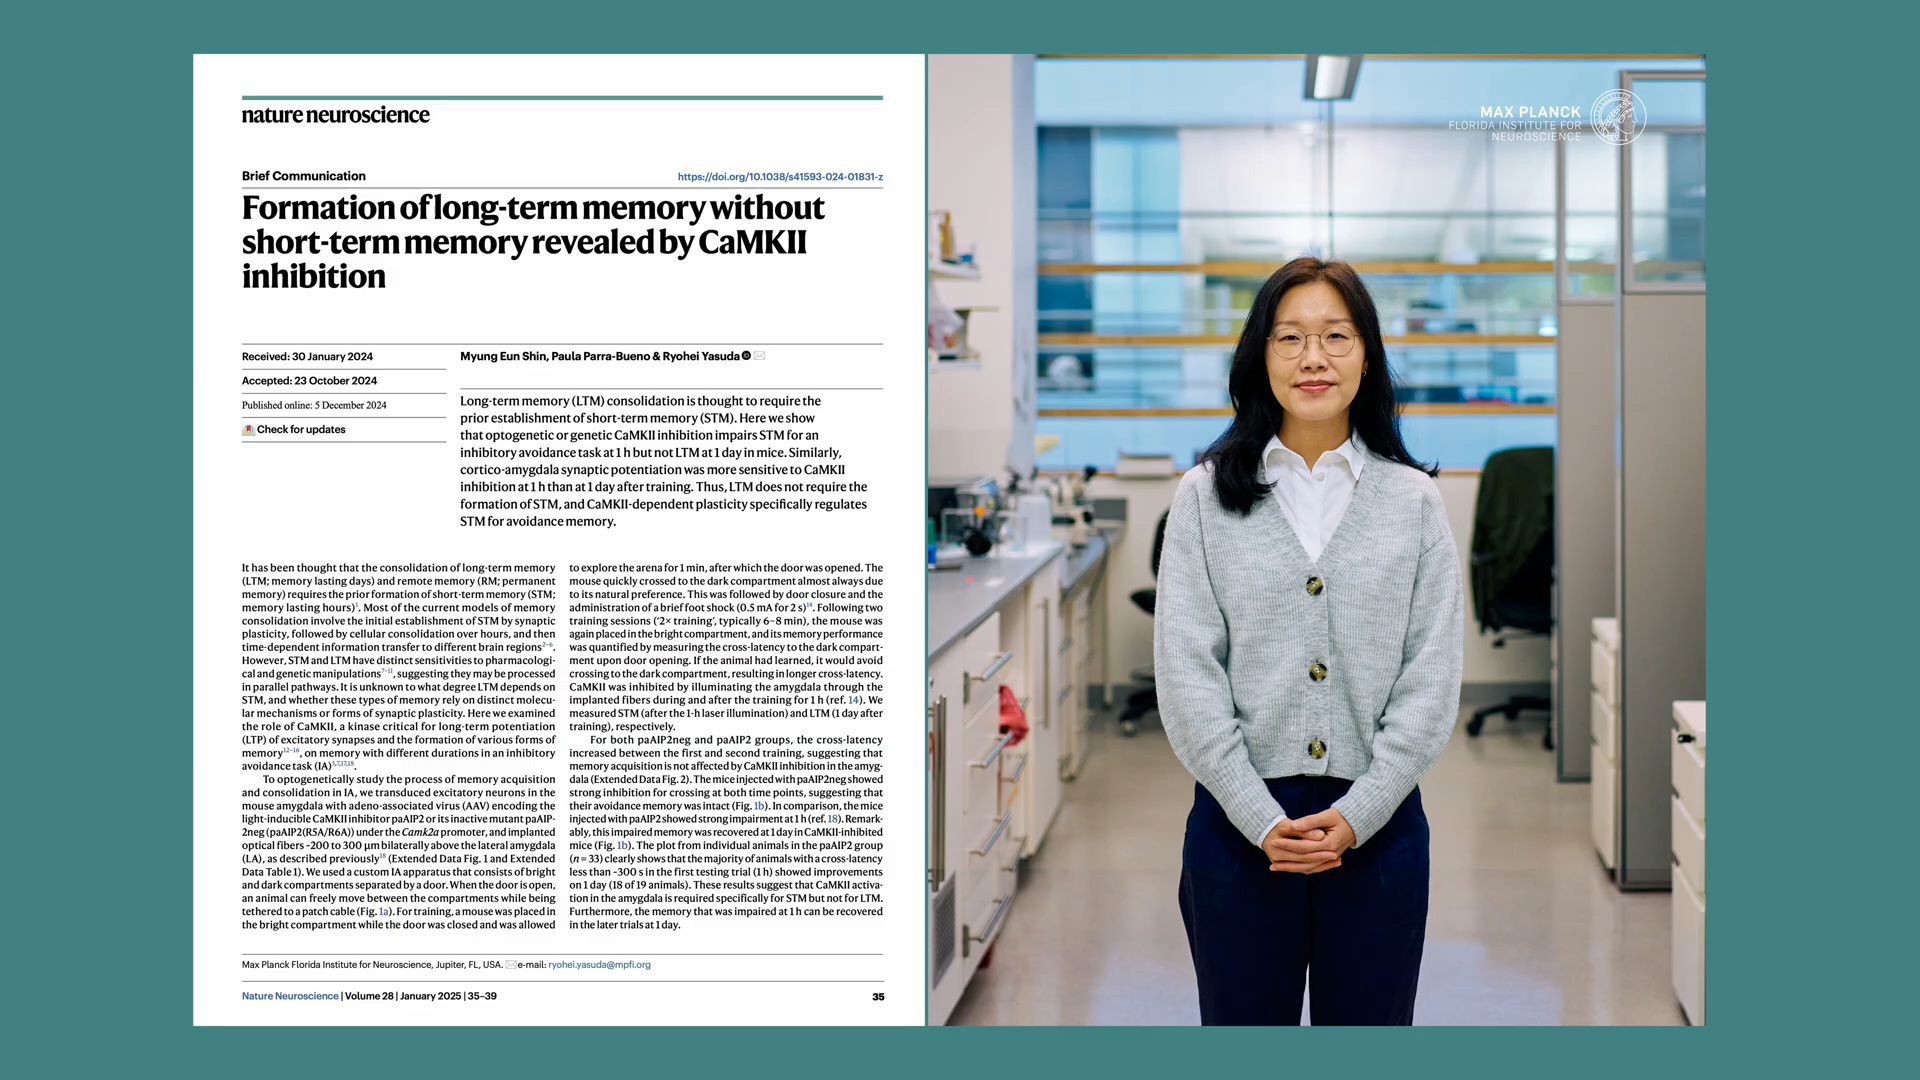 nature neuroscience
Brief Communication
https://doi.org/10.1038/s41593-024-01831-z
Formation of long-term memory without
short-term memory revealed by CaMKII
inhibition
Received: 30 January 2024
Accepted: 23 October 2024
Published online: 5 December 2024
Check for updates
Myung Eun Shin, Paula Parra-Bueno & Ryohei Yasuda
Long-term memory (LTM) consolidation is thought to require the
prior establishment of short-term memory (STM). Here we show
that optogenetic or genetic CaMKII inhibition impairs STM for an
inhibitory avoidance task at 1 h but not LTM at 1 day in mice. Similarly,
cortico-amygdala synaptic potentiation was more sensitive to CaMKII
inhibition at 1 h than at 1 day after training. Thus, LTM does not require the
formation of STM, and CaMKII-dependent plasticity specifically regulates
STM for avoidance memory.
It has been thought that the consolidation of long-term memory
(LTM; memory lasting days) and remote memory (RM; permanent
memory) requires the prior formation of short-term memory (STM;
memory lasting hours)1. Most of the current models of memory
consolidation involve the initial establishment of STM by synaptic
plasticity, followed by cellular consolidation over hours, and then
time-dependent information transfer to different brain regions2–6.
However, STM and LTM have distinct sensitivities to pharmacologi-
cal and genetic manipulations7–11, suggesting they may be processed
in parallel pathways. It is unknown to what degree LTM depends on
STM, and whether these types of memory rely on distinct molecu-
lar mechanisms or forms of synaptic plasticity. Here we examined
the role of CaMKII, a kinase critical for long-term potentiation
(LTP) of excitatory synapses and the formation of various forms of
memory12–16, on memory with different durations in an inhibitory
avoidance task (IA)5,7,17,18.
To optogenetically study the process of memory acquisition
and consolidation in IA, we transduced excitatory neurons in the
mouse amygdala with adeno-associated virus (AAV) encoding the
light-inducible CaMKII inhibitor paAIP2 or its inactive mutant paAIP-
2neg (paAIP2(R5A/R6A)) under the Camk2a promoter, and implanted
optical fibers ~200 to 300 μm bilaterally above the lateral amygdala
(LA), as described previously18 (Extended Data Fig. 1 and Extended
Data Table 1). We used a custom IA apparatus that consists of bright
and dark compartments separated by a door. When the door is open,
an animal can freely move between the compartments while being
tethered to a patch cable (Fig. 1a). For training, a mouse was placed in
the bright compartment while the door was closed and was allowed
to explore the arena for 1 min, after which the door was opened. The
mouse quickly crossed to the dark compartment almost always due
to its natural preference. This was followed by door closure and the
administration of a brief foot shock (0.5 mA for 2 s)14. Following two
training sessions ('2× training', typically 6–8 min), the mouse was
again placed in the bright compartment, and its memory performance
was quantified by measuring the cross-latency to the dark compart-
ment upon door opening. If the animal had learned, it would avoid
crossing to the dark compartment, resulting in longer cross-latency.
CaMKII was inhibited by illuminating the amygdala through the
implanted fibers during and after the training for 1 h (ref. 14). We
measured STM (after the 1-h laser illumination) and LTM (1 day after
training), respectively.
For both paAIP2neg and paAIP2 groups, the cross-latency
increased between the first and second training, suggesting that
memory acquisition is not affected by CaMKII inhibition in the amyg-
dala (Extended Data Fig. 2). The mice injected with paAIP2neg showed
strong inhibition for crossing at both time points, suggesting that
their avoidance memory was intact (Fig. 1b). In comparison, the mice
injected with paAIP2 showed strong impairment at 1 h (ref. 18). Remark-
ably, this impaired memory was recovered at 1 day in CaMKII-inhibited
mice (Fig. 1b). The plot from individual animals in the paAIP2 group
(n = 33) clearly shows that the majority of animals with a cross-latency
less than ~300 s in the first testing trial (1 h) showed improvements
on 1 day (18 of 19 animals). These results suggest that CaMKII activa-
tion in the amygdala is required specifically for STM but not for LTM.
Furthermore, the memory that was impaired at 1 h can be recovered
in the later trials at 1 day.
Max Planck Florida Institute for Neuroscience, Jupiter, FL, USA. e-mail: ryohei.yasuda@mpfi.org
Nature Neuroscience | Volume 28 | January 2025 | 35–39
35
MAX PLANCK
FLORIDA INSTITUTE FOR
NEUROSCIENCE